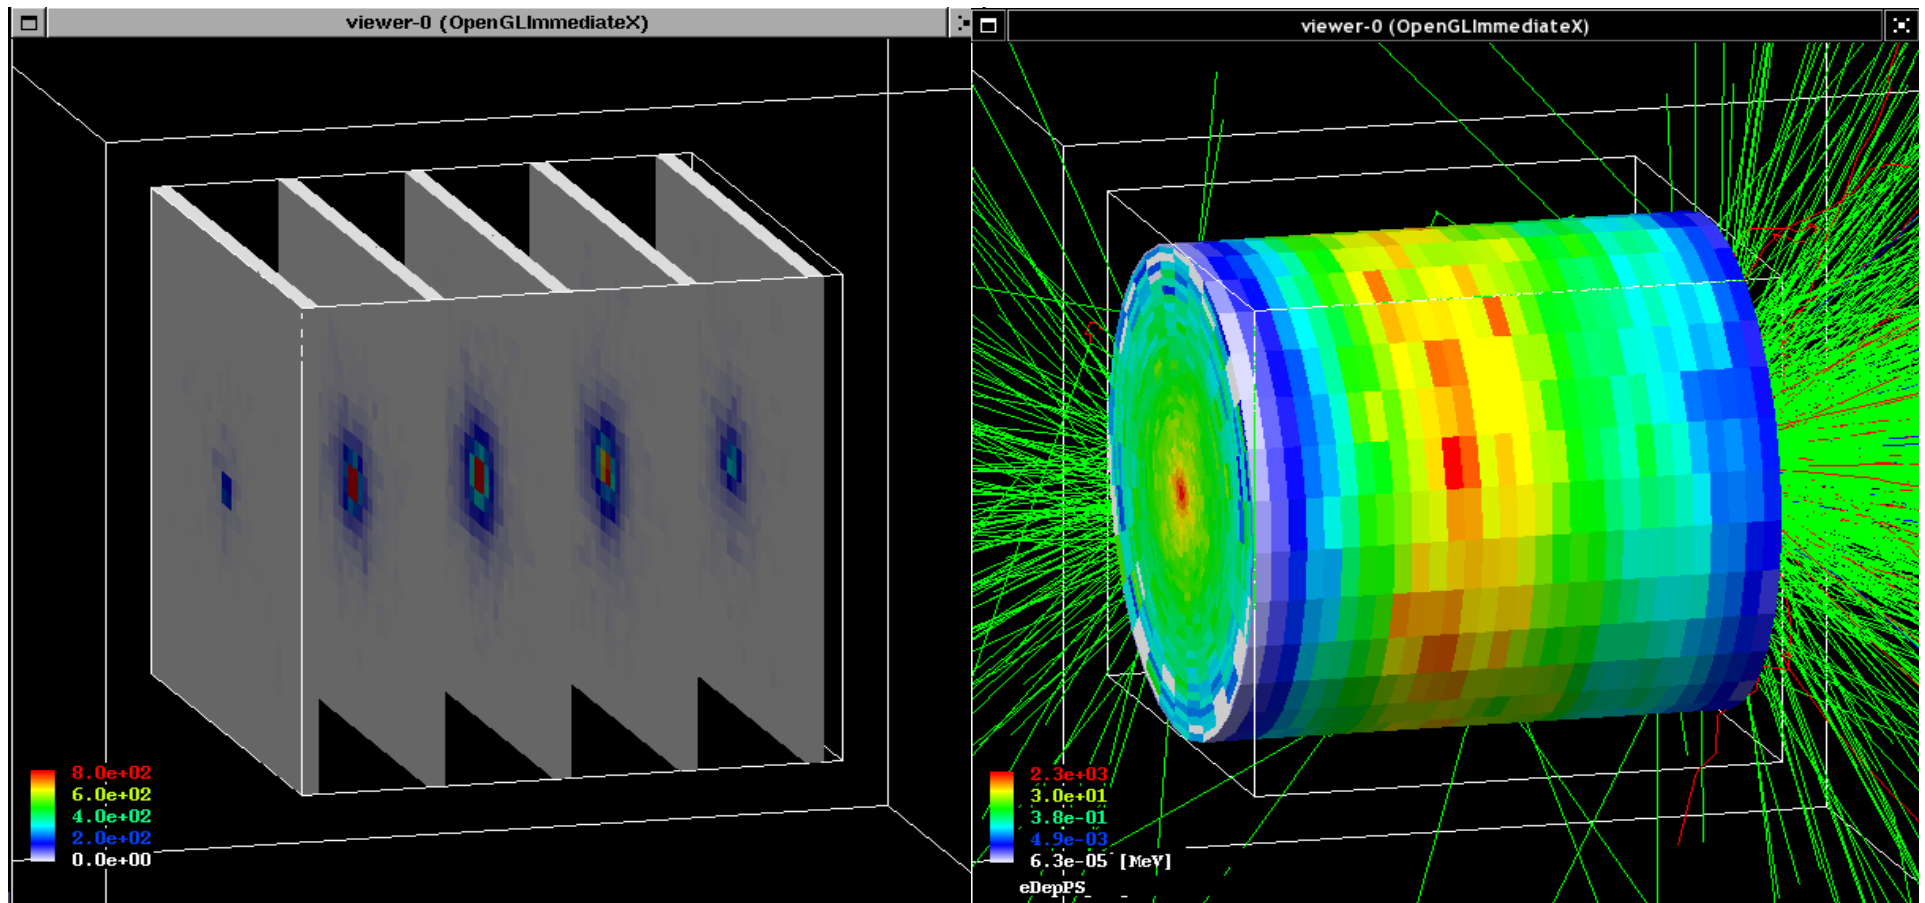 viewer-0 (OpenGLImmediateX)
8.0e+02
6.0e+02
4.0e+02
2.0e+02
0.0e+00
viewer-0 (OpenGLImmediateX)
2.3e+03
3.0e+01
3.8e-01
4.9e-03
6.3e-05 [MeV]
eDepPS